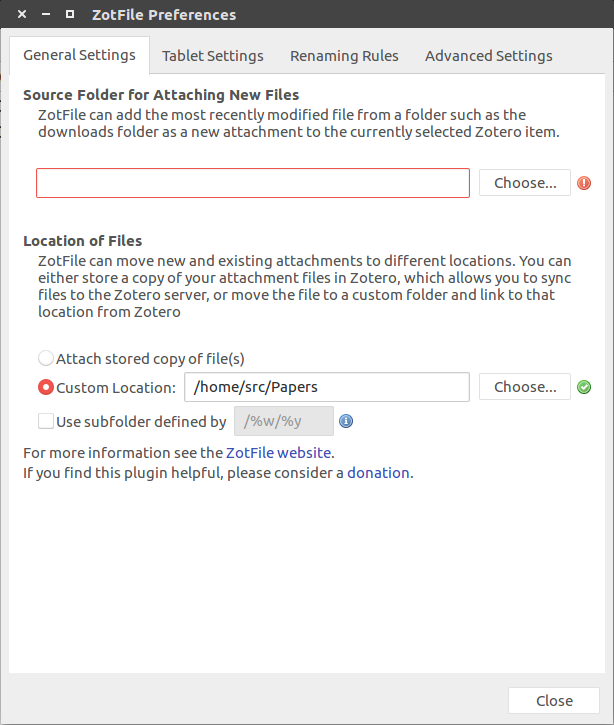 ZotFile Preferences
General Settings Tablet Settings Renaming Rules Advanced Settings
Source Folder for Attaching New Files
ZotFile can add the most recently modified file from a folder such as the
downloads folder as a new attachment to the currently selected Zotero item.
Choose...
Location of Files
ZotFile can move new and existing attachments to different locations. You can
either store a copy of your attachment files in Zotero, which allows you to sync
files to the Zotero server, or move the file to a custom folder and link to that
location from Zotero
Attach stored copy of file(s)
Custom Location: /home/src/Papers Choose...
Use subfolder defined by /%w/%y
For more information see the ZotFile website.
If you find this plugin helpful, please consider a donation.
Close